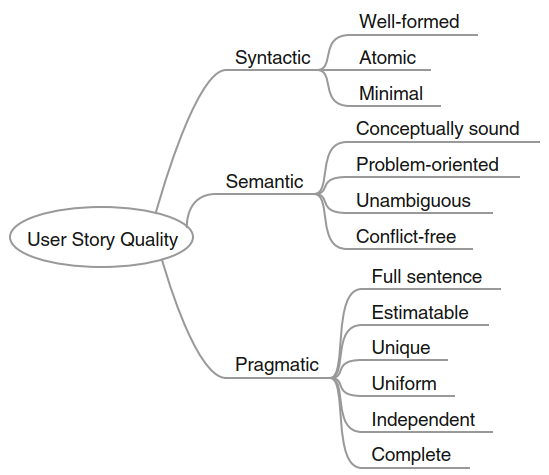 User Story Quality
Syntactic
Well-formed
Atomic
Minimal
Semantic
Conceptually sound
Problem-oriented
Unambiguous
Conflict-free
Pragmatic
Full sentence
Estimatable
Unique
Uniform
Independent
Complete